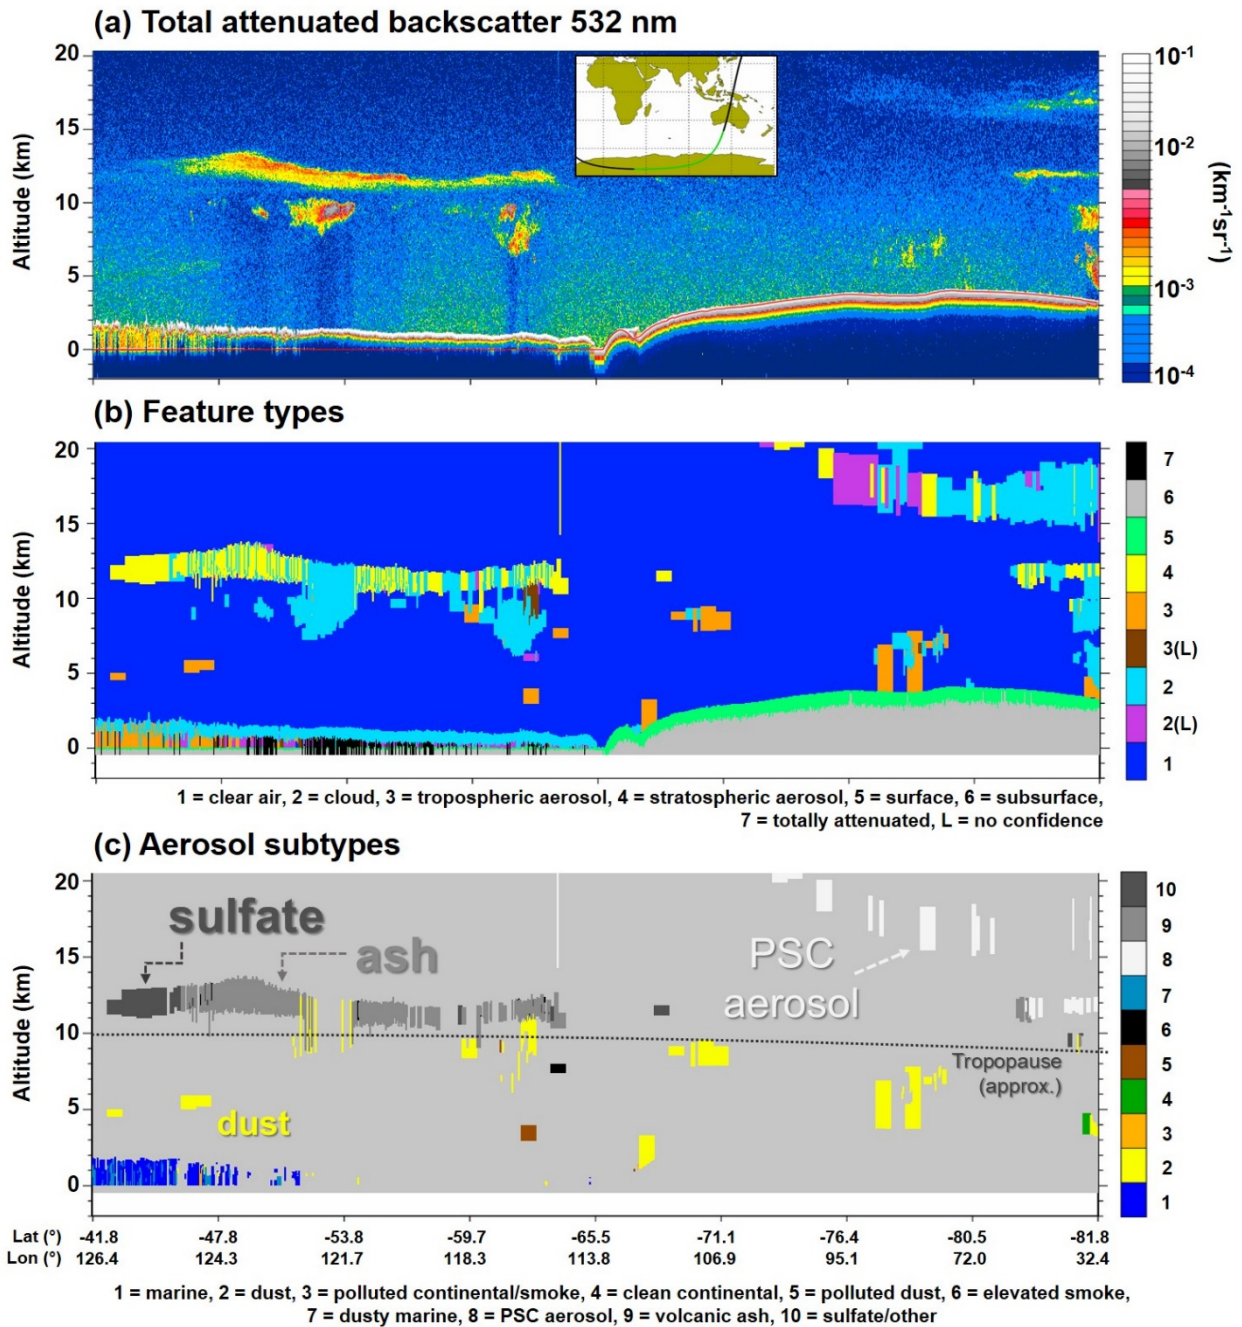 (a) Total attenuated backscatter 532 nm
20
15
10
5
0
Altitude (km)
10-1
10-2
10-3
10-4
(km-1sr-1)
(b) Feature types
20
15
10
5
0
Altitude (km)
7
6
5
4
3
3(L)
2
2(L)
1
1 = clear air, 2 = cloud, 3 = tropospheric aerosol, 4 = stratospheric aerosol, 5 = surface, 6 = subsurface,
7 = totally attenuated, L = no confidence
(c) Aerosol subtypes
20
15
10
5
0
Altitude (km)
sulfate
ash
PSC
aerosol
Tropopause
(approx.)
dust
10
9
8
7
6
5
4
3
2
1
Lat (°) -41.8 -47.8 -53.8 -59.7 -65.5 -71.1 -76.4 -80.5 -81.8
Lon (°) 126.4 124.3 121.7 118.3 113.8 106.9 95.1 72.0 32.4
1 = marine, 2 = dust, 3 = polluted continental/smoke, 4 = clean continental, 5 = polluted dust, 6 = elevated smoke,
7 = dusty marine, 8 = PSC aerosol, 9 = volcanic ash, 10 = sulfate/other